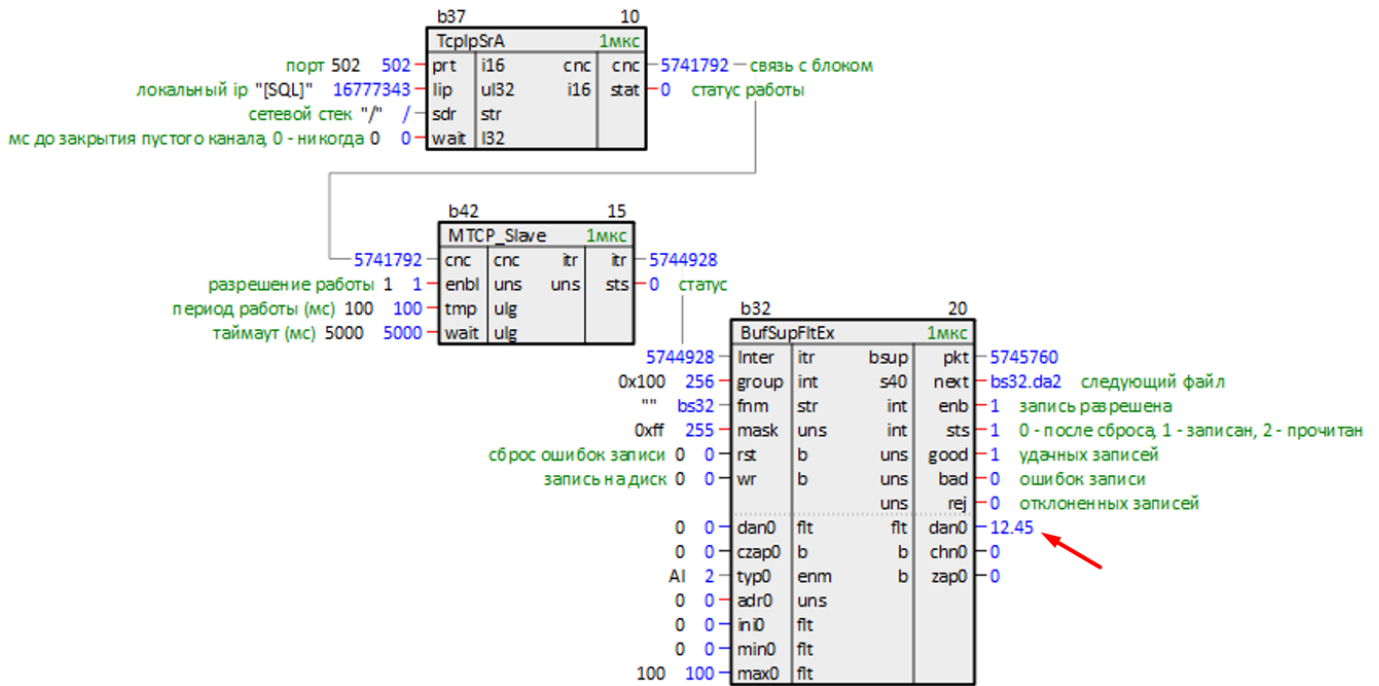 b37 10
TcpIpSrA 1мкс
порт 502 502 prt i16 cnc cnc 5741792 связь с блоком
локальный ip "[SQL]" 16777343 lip ul32 i16 stat 0 статус работы
сетевой стек "/" / sdr str
мс до закрытия пустого канала, 0 - никогда 0 0 wait l32
b42 15
MTCP_Slave 1мкс
5741792 cnc cnc itr itr 5744928
разрешение работы 1 1 enbl uns uns sts 0 статус
период работы (мс) 100 100 tmp ulg
таймаут (мс) 5000 5000 wait ulg
b32 20
BufSupFltEx 1мкс
5744928 Inter itr bsup pkt 5745760
0x100 256 group int s40 next bs32.da2 следующий файл
"" bs32 fnm str int enb 1 запись разрешена
0xff 255 mask uns int sts 1 0 - после сброса, 1 - записан, 2 - прочитан
сброс ошибок записи 0 0 rst b uns good 1 удачных записей
запись на диск 0 0 wr b uns bad 0 ошибок записи
uns rej 0 отклоненных записей
0 0 dan0 flt flt dan0 12.45
0 0 czap0 b b chn0 0
AI 2 typ0 enm b zap0 0
0 0 adr0 uns
0 0 ini0 flt
0 0 min0 flt
100 100 max0 flt